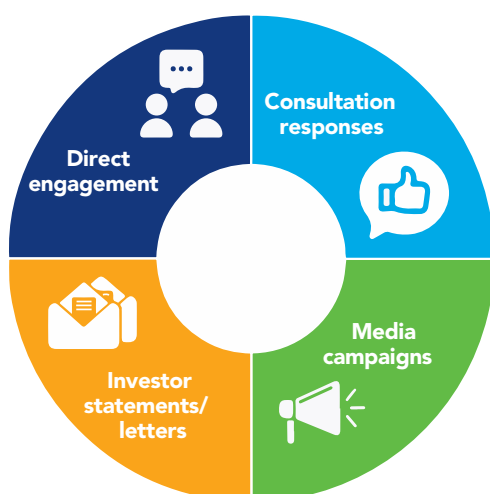 Direct
engagement
Consultation
responses
Investor
statements/
letters
Media
campaigns